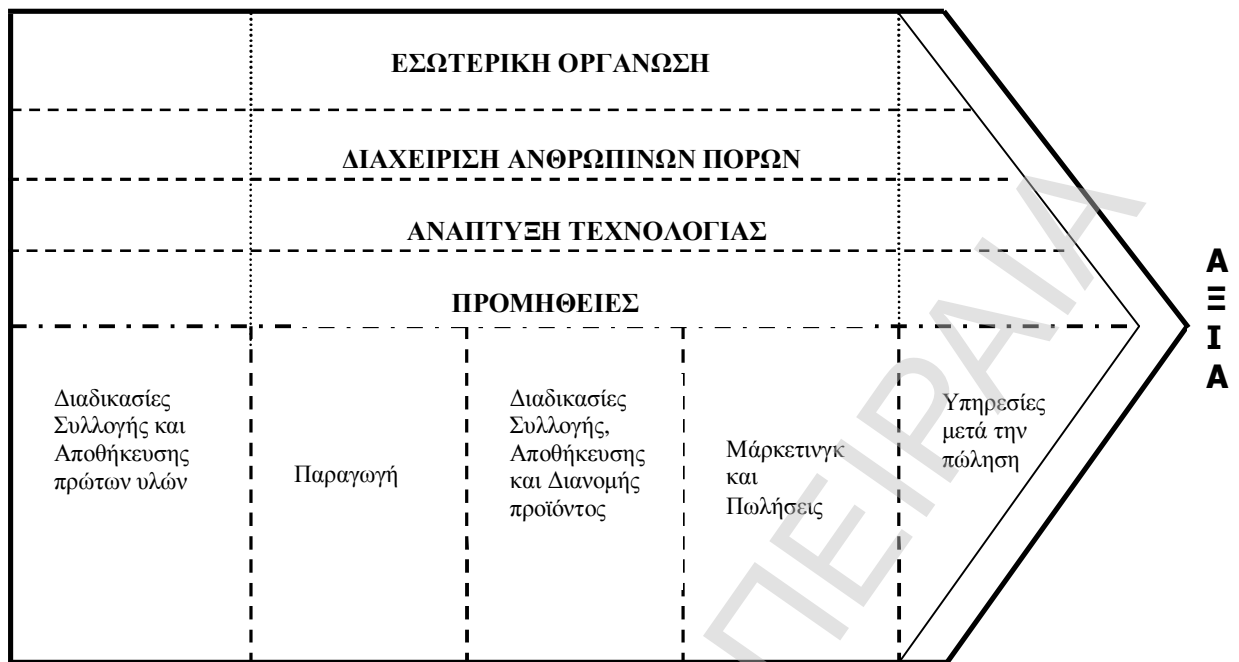 ΕΣΩΤΕΡΙΚΗ ΟΡΓΑΝΩΣΗ
ΔΙΑΧΕΙΡΙΣΗ ΑΝΘΡΩΠΙΝΩΝ ΠΟΡΩΝ
ΑΝΑΠΤΥΞΗ ΤΕΧΝΟΛΟΓΙΑΣ
ΠΡΟΜΗΘΕΙΕΣ
Διαδικασίες
Συλλογής και
Αποθήκευσης
πρώτων υλών
Παραγωγή
Διαδικασίες
Συλλογής,
Αποθήκευσης
και Διανομής
προϊόντος
Μάρκετινγκ
και
Πωλήσεις
Υπηρεσίες
μετά την
πώληση
Α
Ξ
Ι
Α
ΠΕΙΡΑΙΑ